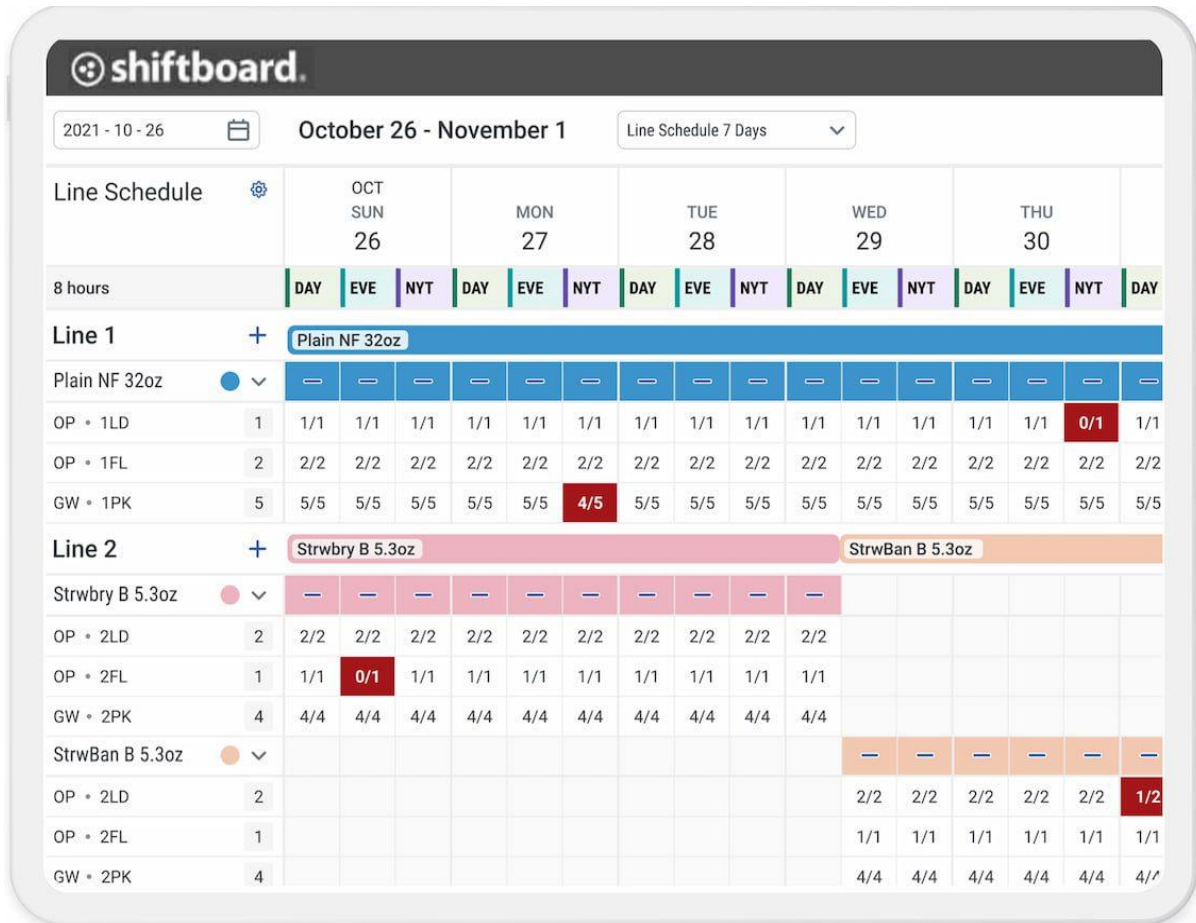 shiftboard.
2021 - 10 - 26 October 26 - November 1 Line Schedule 7 Days
Line Schedule
OCT
SUN MON TUE WED THU
26 27 28 29 30
8 hours DAY EVE NYT DAY EVE NYT DAY EVE NYT DAY EVE NYT DAY EVE NYT DAY
Line 1 + Plain NF 32oz
Plain NF 32oz — — — — — — — — — — — — — — — —
OP • 1LD 1 1/1 1/1 1/1 1/1 1/1 1/1 1/1 1/1 1/1 1/1 1/1 1/1 1/1 1/1 0/1 1/1
OP • 1FL 2 2/2 2/2 2/2 2/2 2/2 2/2 2/2 2/2 2/2 2/2 2/2 2/2 2/2 2/2 2/2 2/2
GW • 1PK 5 5/5 5/5 5/5 5/5 5/5 4/5 5/5 5/5 5/5 5/5 5/5 5/5 5/5 5/5 5/5 5/5
Line 2 + Strwbry B 5.3oz StrwBan B 5.3oz
Strwbry B 5.3oz — — — — — — — — — —
OP • 2LD 2 2/2 2/2 2/2 2/2 2/2 2/2 2/2 2/2 2/2 2/2
OP • 2FL 1 1/1 0/1 1/1 1/1 1/1 1/1 1/1 1/1 1/1 1/1
GW • 2PK 4 4/4 4/4 4/4 4/4 4/4 4/4 4/4 4/4 4/4 4/4
StrwBan B 5.3oz — — — — — —
OP • 2LD 2 2/2 2/2 2/2 2/2 2/2 1/2
OP • 2FL 1 1/1 1/1 1/1 1/1 1/1 1/1
GW • 2PK 4 4/4 4/4 4/4 4/4 4/4 4/4